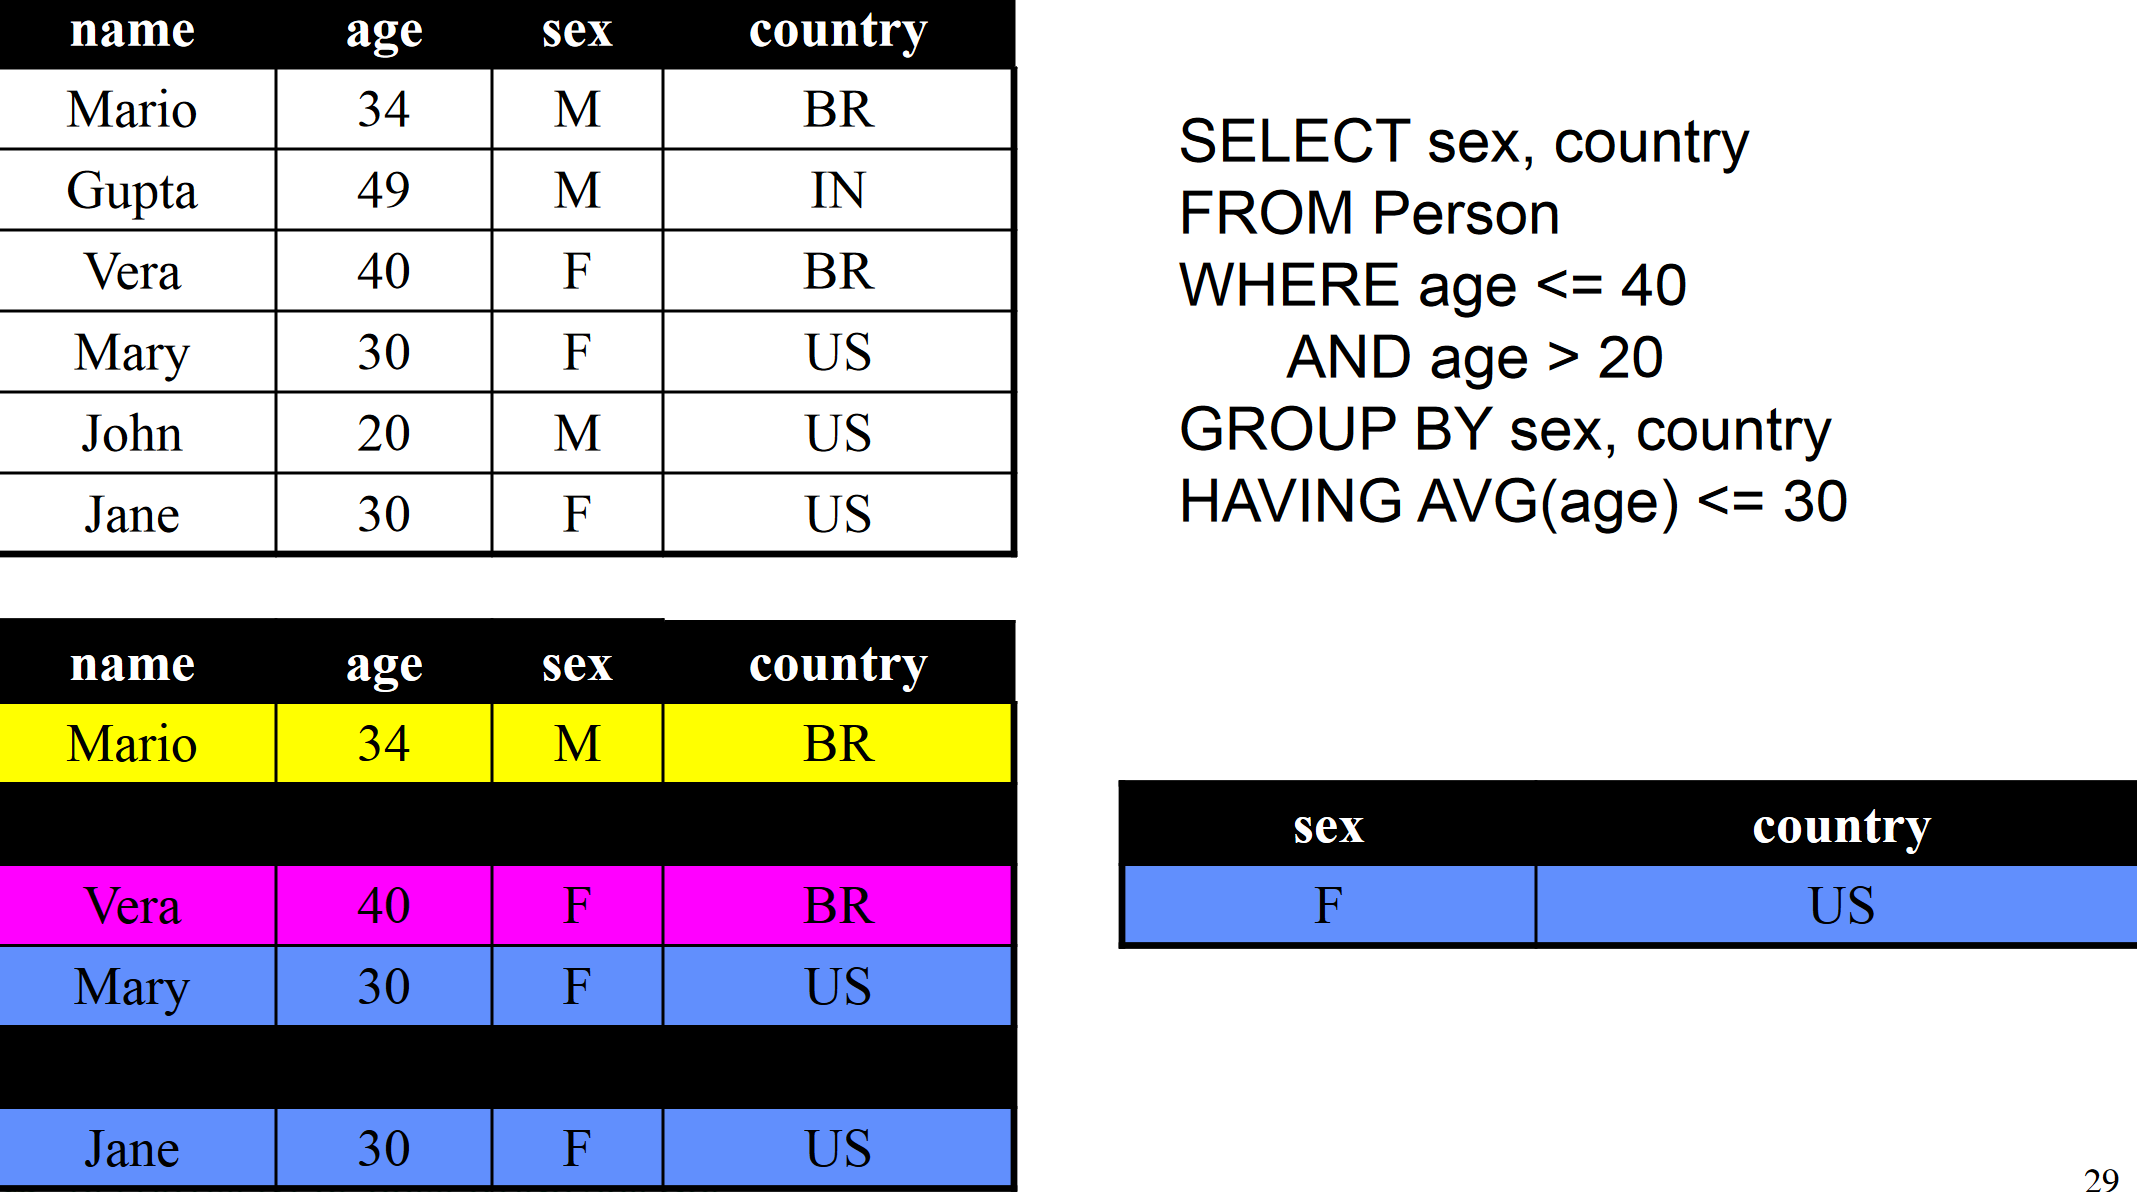 name age sex country
Mario 34 M BR
Gupta 49 M IN
Vera 40 F BR
Mary 30 F US
John 20 M US
Jane 30 F US
SELECT sex, country
FROM Person
WHERE age <= 40
AND age > 20
GROUP BY sex, country
HAVING AVG(age) <= 30
name age sex country
Mario 34 M BR
Vera 40 F BR
Mary 30 F US
Jane 30 F US
sex country
F US
29